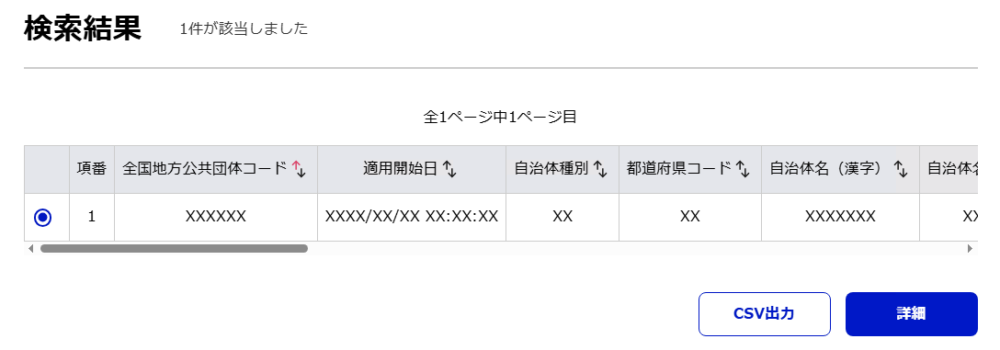 検索結果 1件が該当しました
全1ページ中1ページ目
項番 全国地方公共団体コード 適用開始日 自治体種別 都道府県コード 自治体名（漢字） 自治体
1 XXXXXX XXXX/XX/XX XX:XX:XX XX XX XXXXXXX XX
CSV出力 詳細